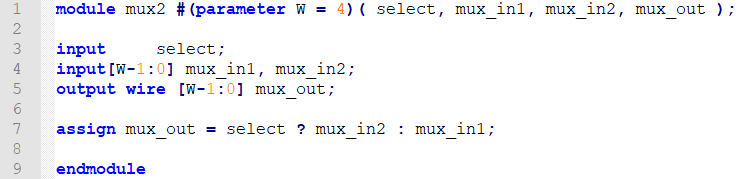 1 module mux2 #(parameter W = 4)( select, mux_in1, mux_in2, mux_out );
2
3 input     select;
4 input[W-1:0] mux_in1, mux_in2;
5 output wire [W-1:0] mux_out;
6
7 assign mux_out = select ? mux_in2 : mux_in1;
8
9 endmodule